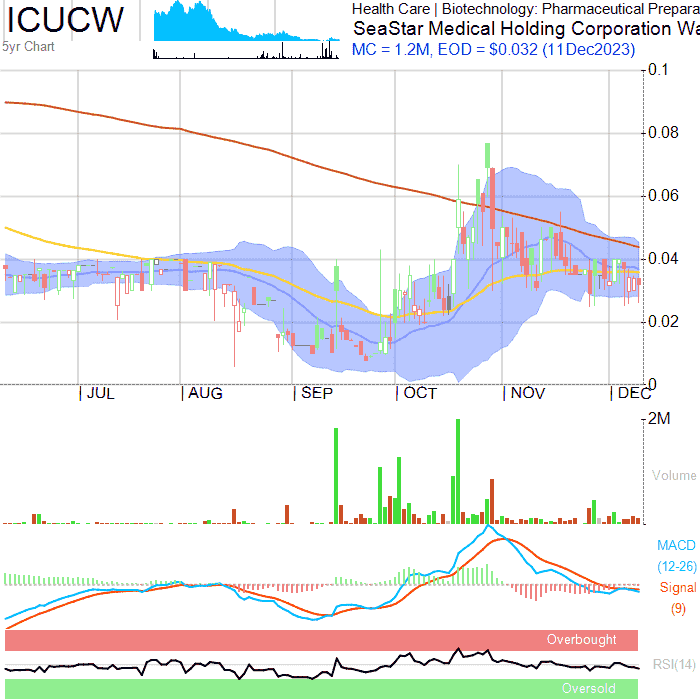 ICUCW
5yr Chart
Health Care | Biotechnology: Pharmaceutical Prepara
SeaStar Medical Holding Corporation Wa
MC = 1.2M, EOD = $0.032 (11Dec2023)
0.1
0.08
0.06
0.04
0.02
0
JUL AUG SEP OCT NOV DEC
2M
Volume
MACD
(12-26)
Signal
(9)
Overbought
RSI(14)
Oversold